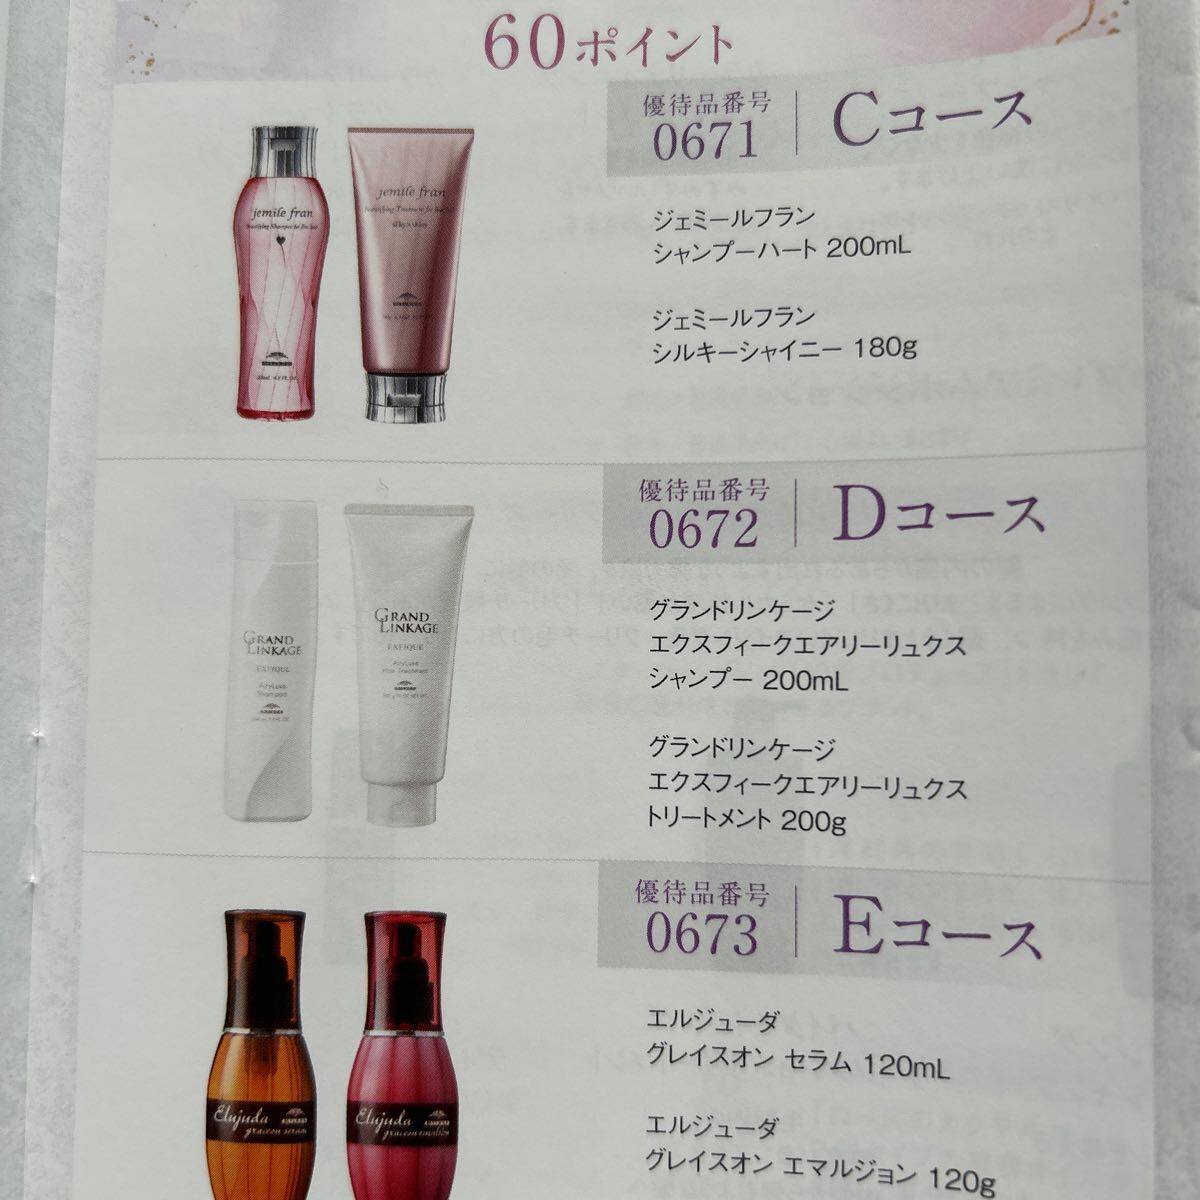 60ポイント
優待品番号
0671
Cコース
jemile fran
jemile fran
ジェミールフラン
シャンプーハート 200mL
ジェミールフラン
シルキーシャイニー 180g
優待品番号
0672
Dコース
GRAND
LINKAGE
EXFIQUE
AiryLuxe
Shampoo
GRAND
LINKAGE
EXFIQUE
AiryLuxe
グランドリンケージ
エクスフィークエアリーリュクス
シャンプー 200mL
グランドリンケージ
エクスフィークエアリーリュクス
トリートメント 200g
優待品番号
0673
Eコース
Elujuda
graceon serum
Elujuda
graceon emulsion
エルジューダ
グレイスオン セラム 120mL
エルジューダ
グレイスオン エマルジョン 120g